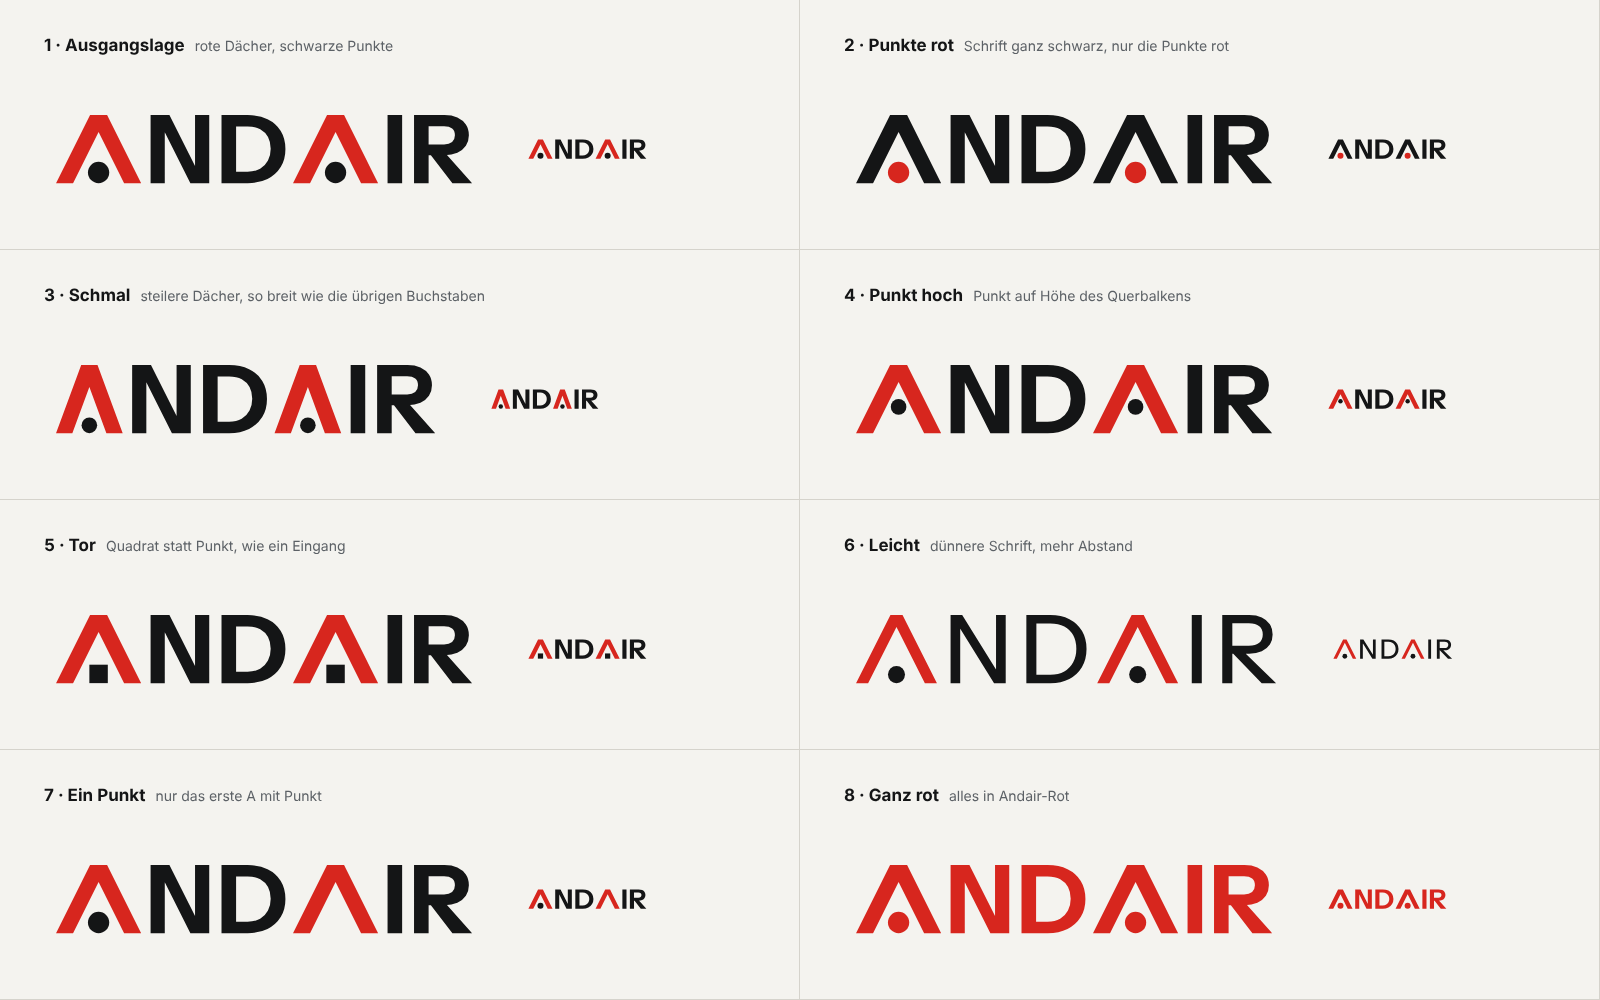 1 · Ausgangslage rote Dächer, schwarze Punkte
ANDAIR ANDAIR
2 · Punkte rot Schrift ganz schwarz, nur die Punkte rot
ANDAIR ANDAIR
3 · Schmal steilere Dächer, so breit wie die übrigen Buchstaben
ANDAIR ANDAIR
4 · Punkt hoch Punkt auf Höhe des Querbalkens
ANDAIR ANDAIR
5 · Tor Quadrat statt Punkt, wie ein Eingang
ANDAIR ANDAIR
6 · Leicht dünnere Schrift, mehr Abstand
ANDAIR ANDAIR
7 · Ein Punkt nur das erste A mit Punkt
ANDAIR ANDAIR
8 · Ganz rot alles in Andair-Rot
ANDAIR ANDAIR